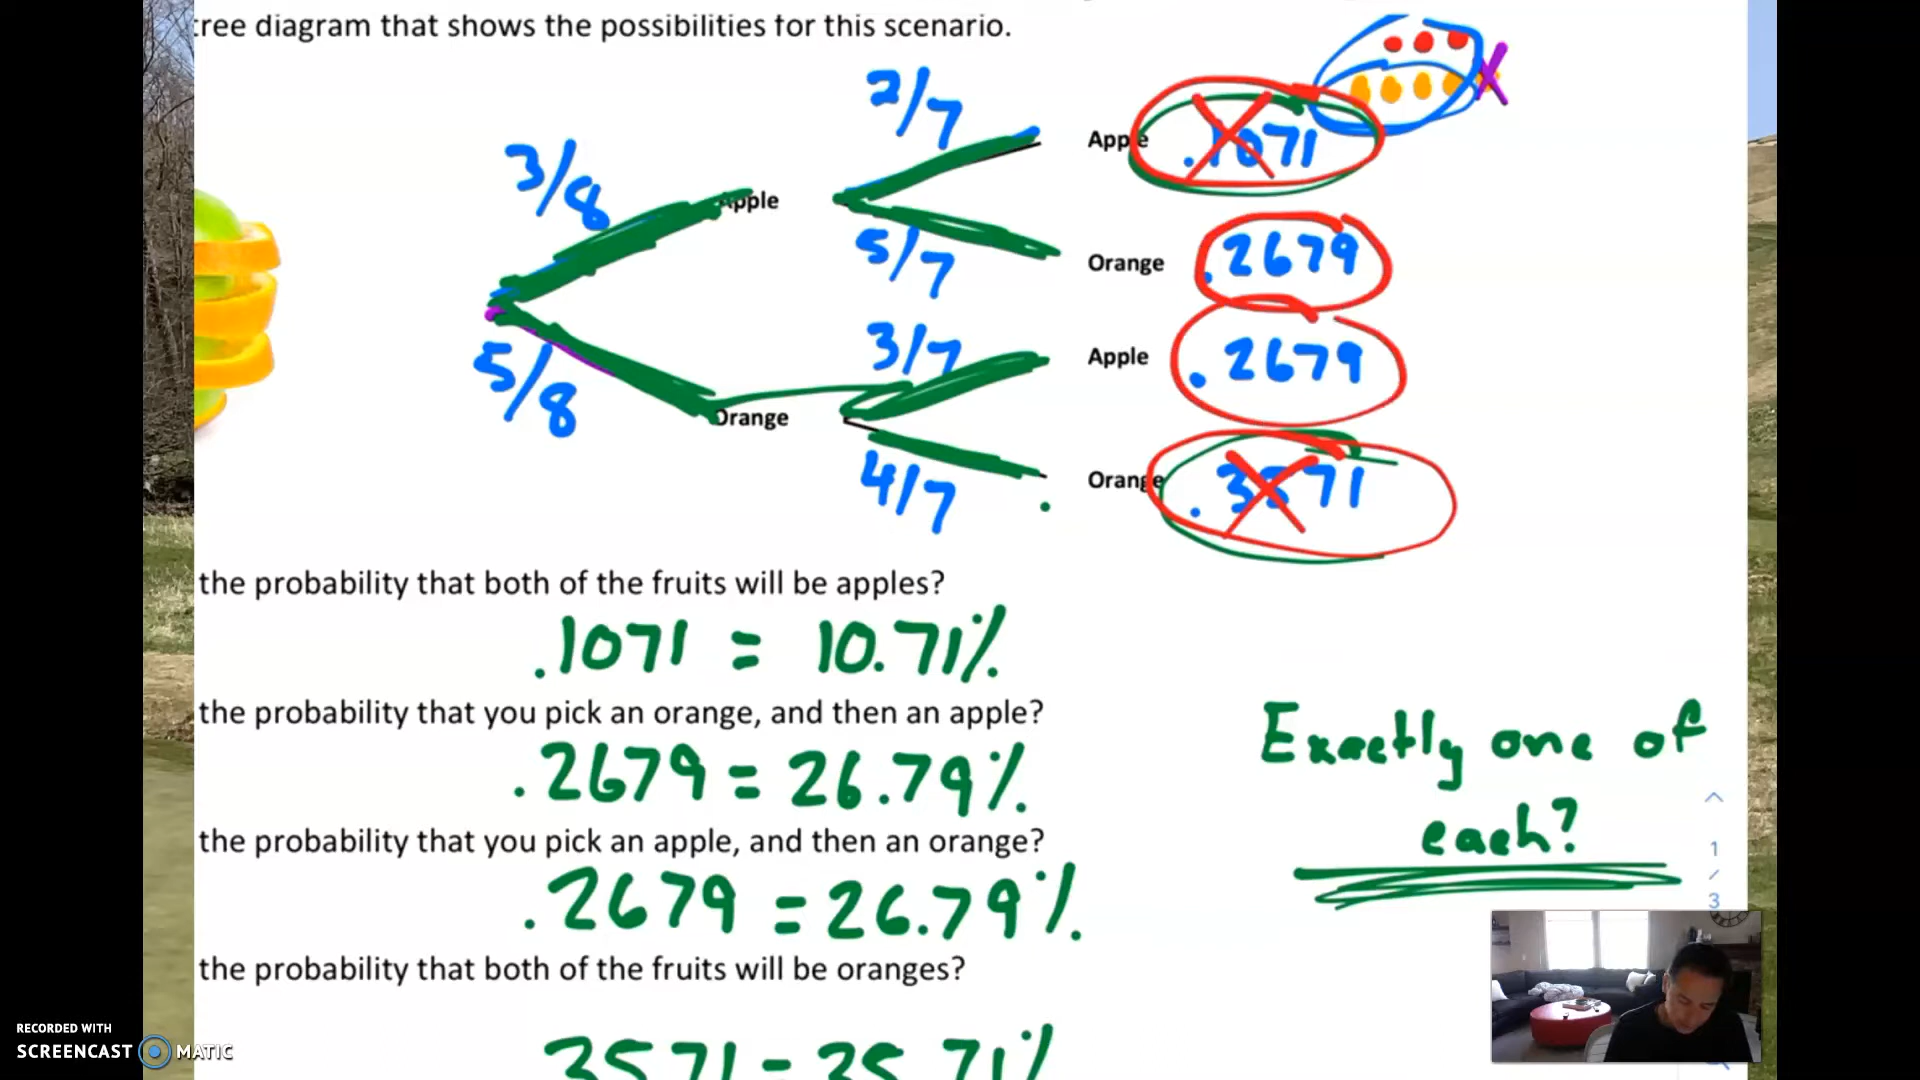 tree diagram that shows the possibilities for this scenario.
2/7
Apple .1071
3/8
Apple
5/7
Orange .2679
3/7
Apple .2679
5/8
Orange
4/7
Orange .3571
the probability that both of the fruits will be apples?
.1071 = 10.71%
the probability that you pick an orange, and then an apple?
.2679 = 26.79%
Exactly one of
each?
the probability that you pick an apple, and then an orange?
.2679 = 26.79%
1
/
3
the probability that both of the fruits will be oranges?
3571 = 35.71%
RECORDED WITH
SCREENCAST MATIC